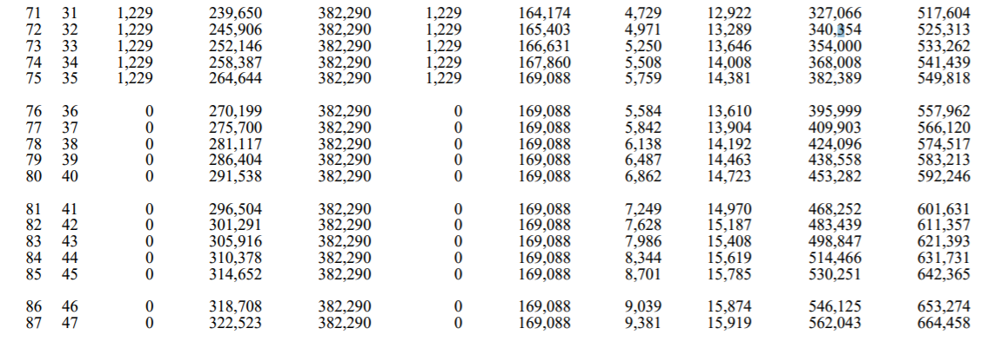 71 31 1,229 239,650 382,290 1,229 164,174 4,729 12,922 327,066 517,604
72 32 1,229 245,906 382,290 1,229 165,403 4,971 13,289 340,354 525,313
73 33 1,229 252,146 382,290 1,229 166,631 5,250 13,646 354,000 533,262
74 34 1,229 258,387 382,290 1,229 167,860 5,508 14,008 368,008 541,439
75 35 1,229 264,644 382,290 1,229 169,088 5,759 14,381 382,389 549,818
76 36 0 270,199 382,290 0 169,088 5,584 13,610 395,999 557,962
77 37 0 275,700 382,290 0 169,088 5,842 13,904 409,903 566,120
78 38 0 281,117 382,290 0 169,088 6,138 14,192 424,096 574,517
79 39 0 286,404 382,290 0 169,088 6,487 14,463 438,558 583,213
80 40 0 291,538 382,290 0 169,088 6,862 14,723 453,282 592,246
81 41 0 296,504 382,290 0 169,088 7,249 14,970 468,252 601,631
82 42 0 301,291 382,290 0 169,088 7,628 15,187 483,439 611,357
83 43 0 305,916 382,290 0 169,088 7,986 15,408 498,847 621,393
84 44 0 310,378 382,290 0 169,088 8,344 15,619 514,466 631,731
85 45 0 314,652 382,290 0 169,088 8,701 15,785 530,251 642,365
86 46 0 318,708 382,290 0 169,088 9,039 15,874 546,125 653,274
87 47 0 322,523 382,290 0 169,088 9,381 15,919 562,043 664,458